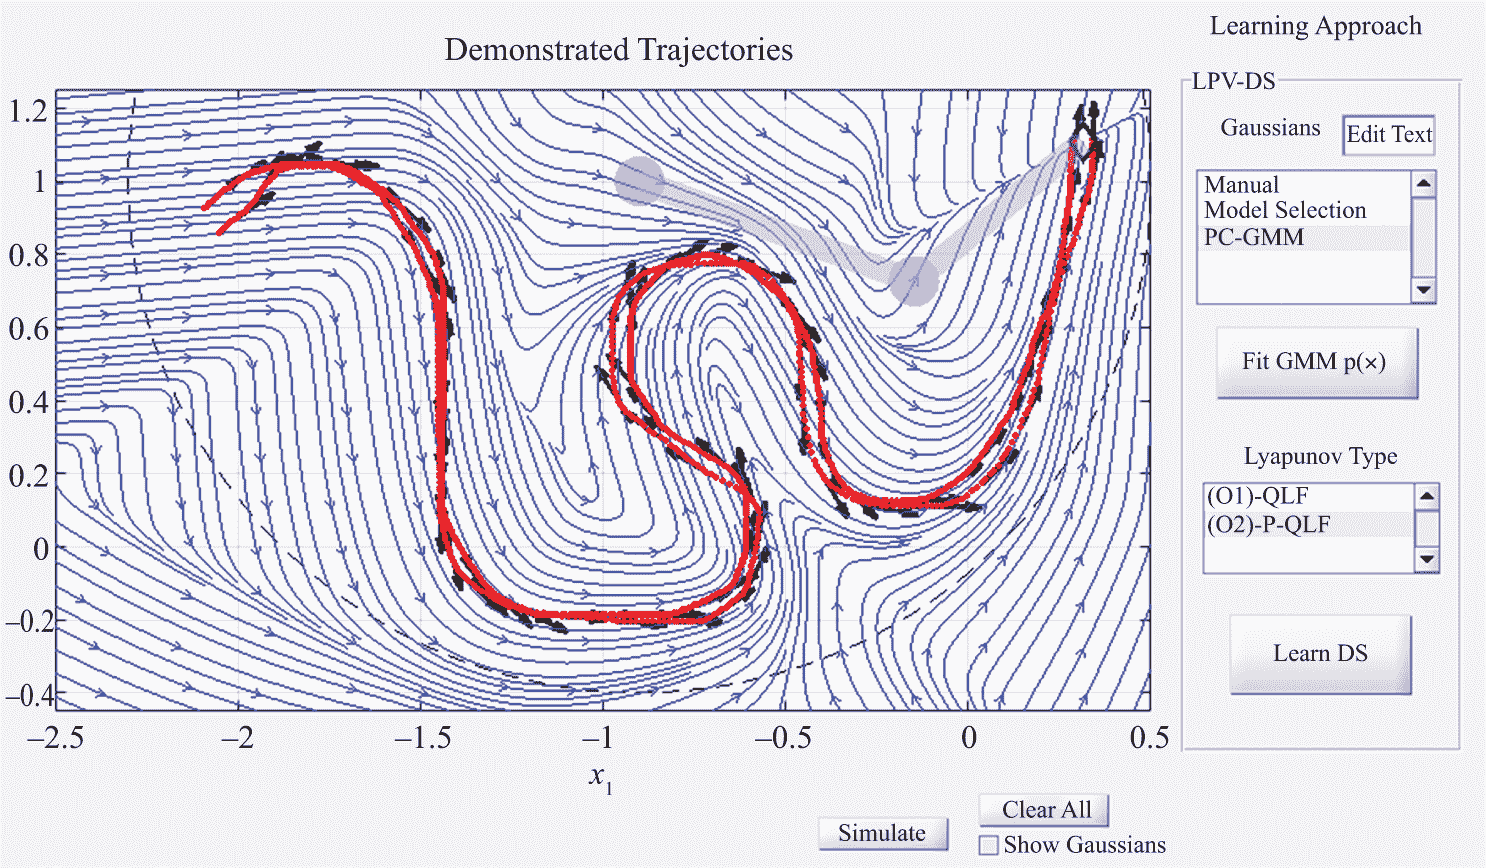 Learning Approach
Demonstrated Trajectories
LPV-DS
Gaussians
Edit Text
Manual
Model Selection
PC-GMM
Fit GMM p(×)
Lyapunov Type
(O1)-QLF
(O2)-P-QLF
Learn DS
1.2
1
0.8
0.6
0.4
0.2
0
–0.2
–0.4
–2.5 –2 –1.5 –1 –0.5 0 0.5
x1
Clear All
Simulate
Show Gaussians